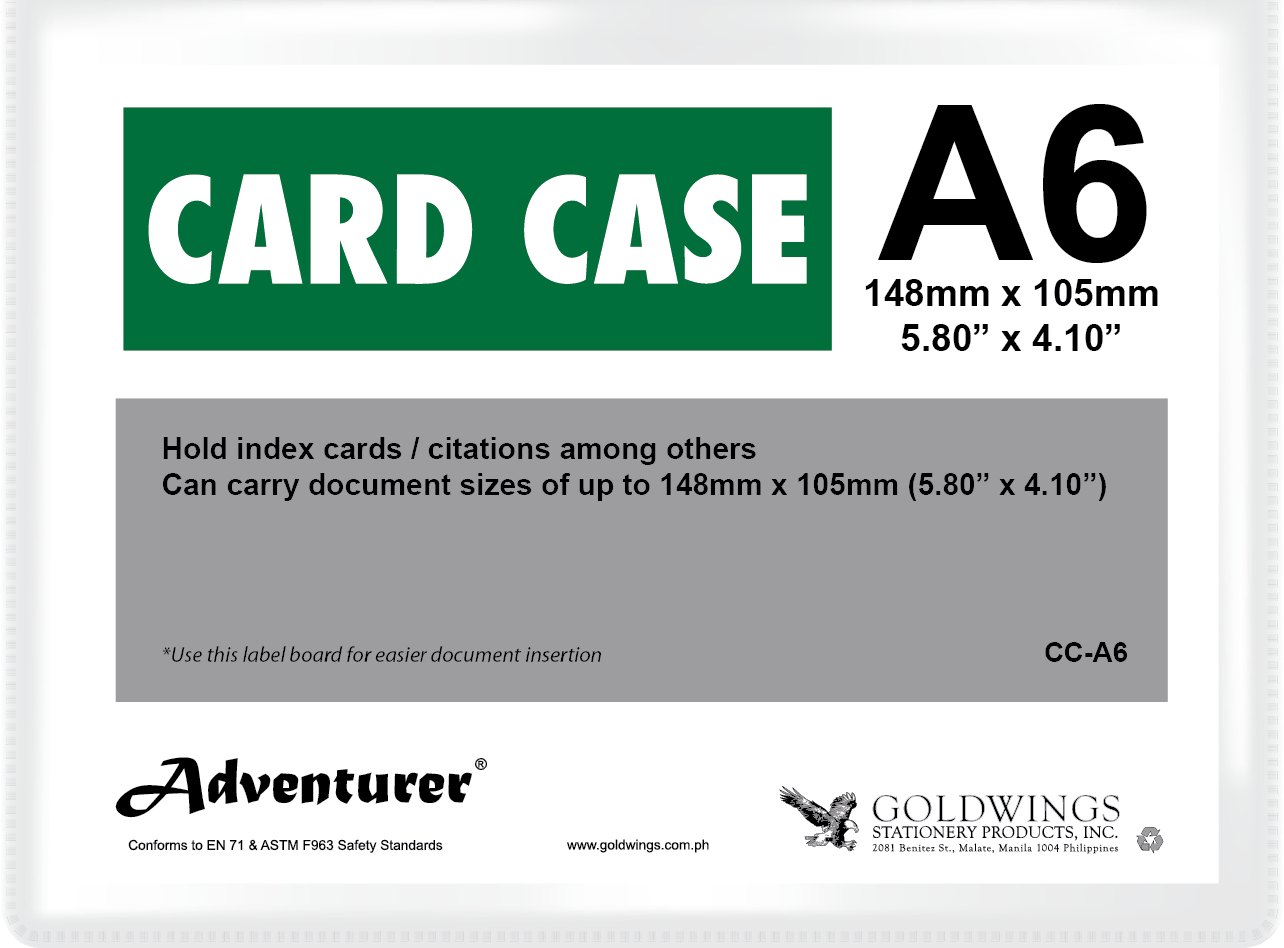 CARD CASE
A6
148mm x 105mm
5.80” x 4.10”
Hold index cards / citations among others
Can carry document sizes of up to 148mm x 105mm (5.80” x 4.10”)
*Use this label board for easier document insertion
CC-A6
Adventurer®
Conforms to EN 71 & ASTM F963 Safety Standards
www.goldwings.com.ph
GOLDWINGS
STATIONERY PRODUCTS, INC.
2081 Benitez St., Malate, Manila 1004 Philippines